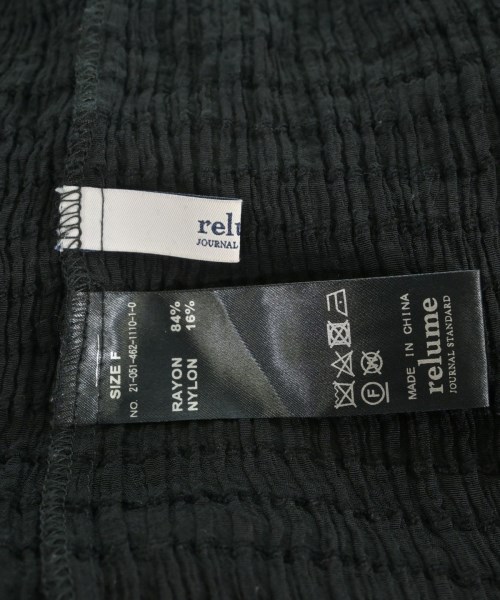 relu
JOURNAL
SIZE F
NO. 21-051-462-1110-1-0
RAYON 84%
NYLON 16%
F
MADE IN CHINA
relume
JOURNAL STANDARD